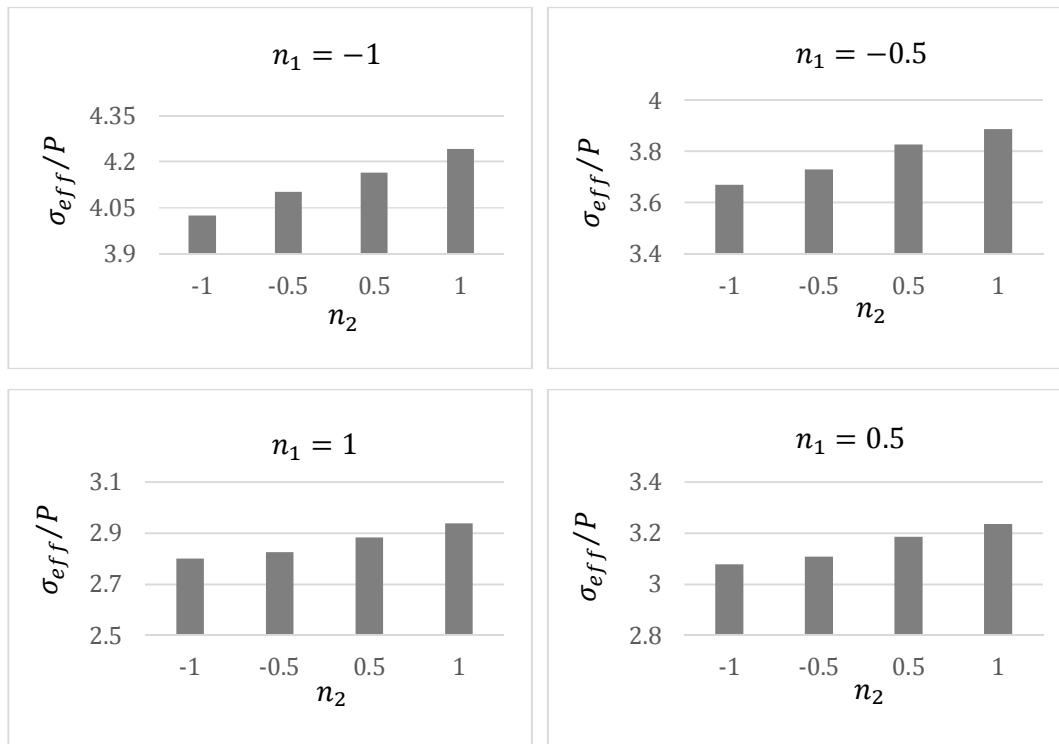 n₁ = −1
4.35
4.2
4.05
3.9
σ_eff/P
-1 -0.5 0.5 1
n₂
n₁ = −0.5
4
3.8
3.6
3.4
σ_eff/P
-1 -0.5 0.5 1
n₂
n₁ = 1
3.1
2.9
2.7
2.5
σ_eff/P
-1 -0.5 0.5 1
n₂
n₁ = 0.5
3.4
3.2
3
2.8
σ_eff/P
-1 -0.5 0.5 1
n₂